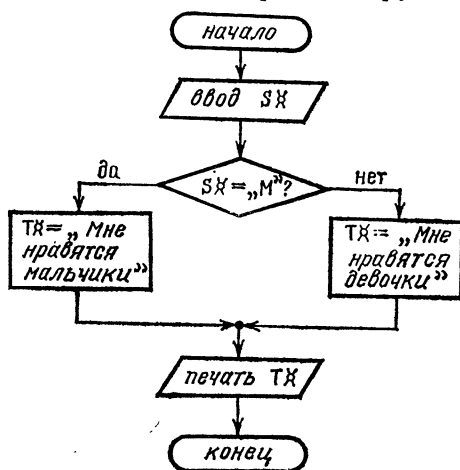 начало
ввод S¤
S¤=„М”?
да
нет
T¤=„Мне
нравятся
мальчики”
T¤=„Мне
нравятся
девочки”
печать T¤
конец